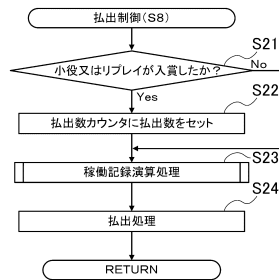 払出制御(S8)
S21
小役又はリプレイが入賞したか?
No
Yes
S22
払出数カウンタに払出数をセット
S23
稼働記録演算処理
S24
払出処理
RETURN